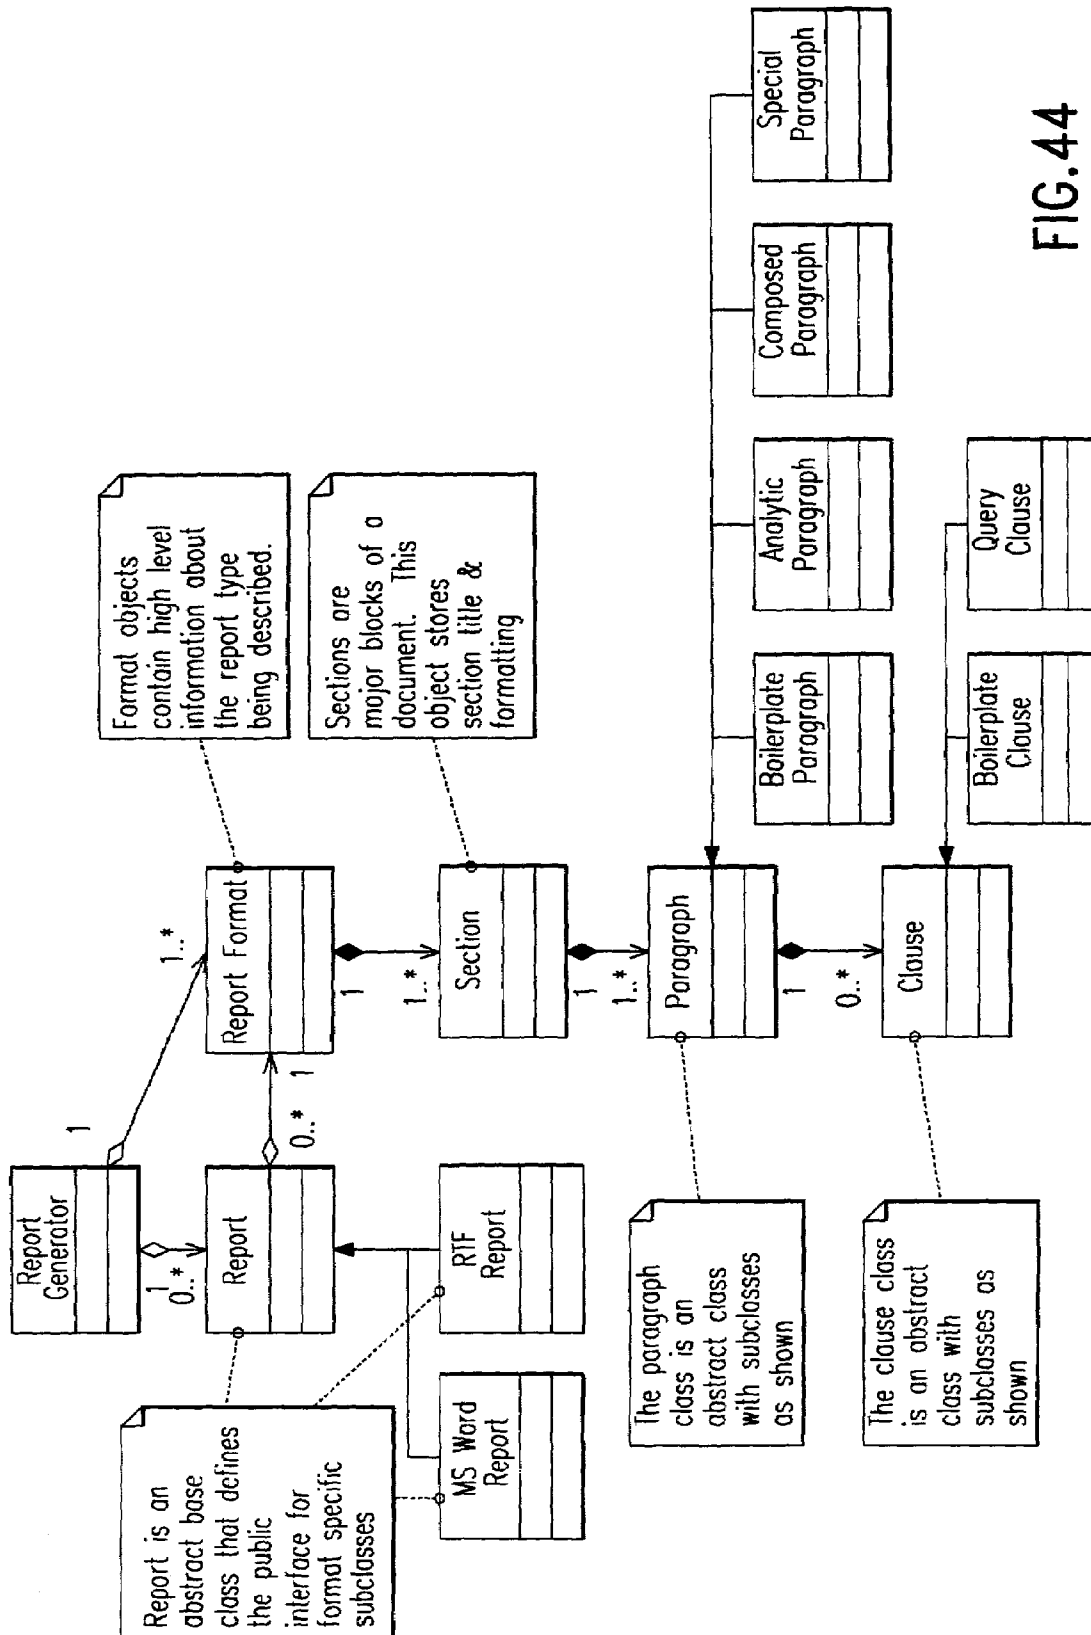 Report
Generator
1
1..*
1
0..*
Report Format
Format objects
contain high level
information about
the report type
being described.
Report is an
abstract base
class that defines
the public
interface for
format specific
subclasses
Report
0..*
1
1
1..*
Sections are
major blocks of a
document. This
object stores
section title &
formatting
MS Word
Report
RTF
Report
Section
1
1..*
The paragraph
class is an
abstract class
with subclasses
as shown
Paragraph
Boilerplate
Paragraph
Analytic
Paragraph
Composed
Paragraph
Special
Paragraph
1
0..*
The clause class
is an abstract
class with
subclasses as
shown
Clause
Boilerplate
Clause
Query
Clause
FIG.44